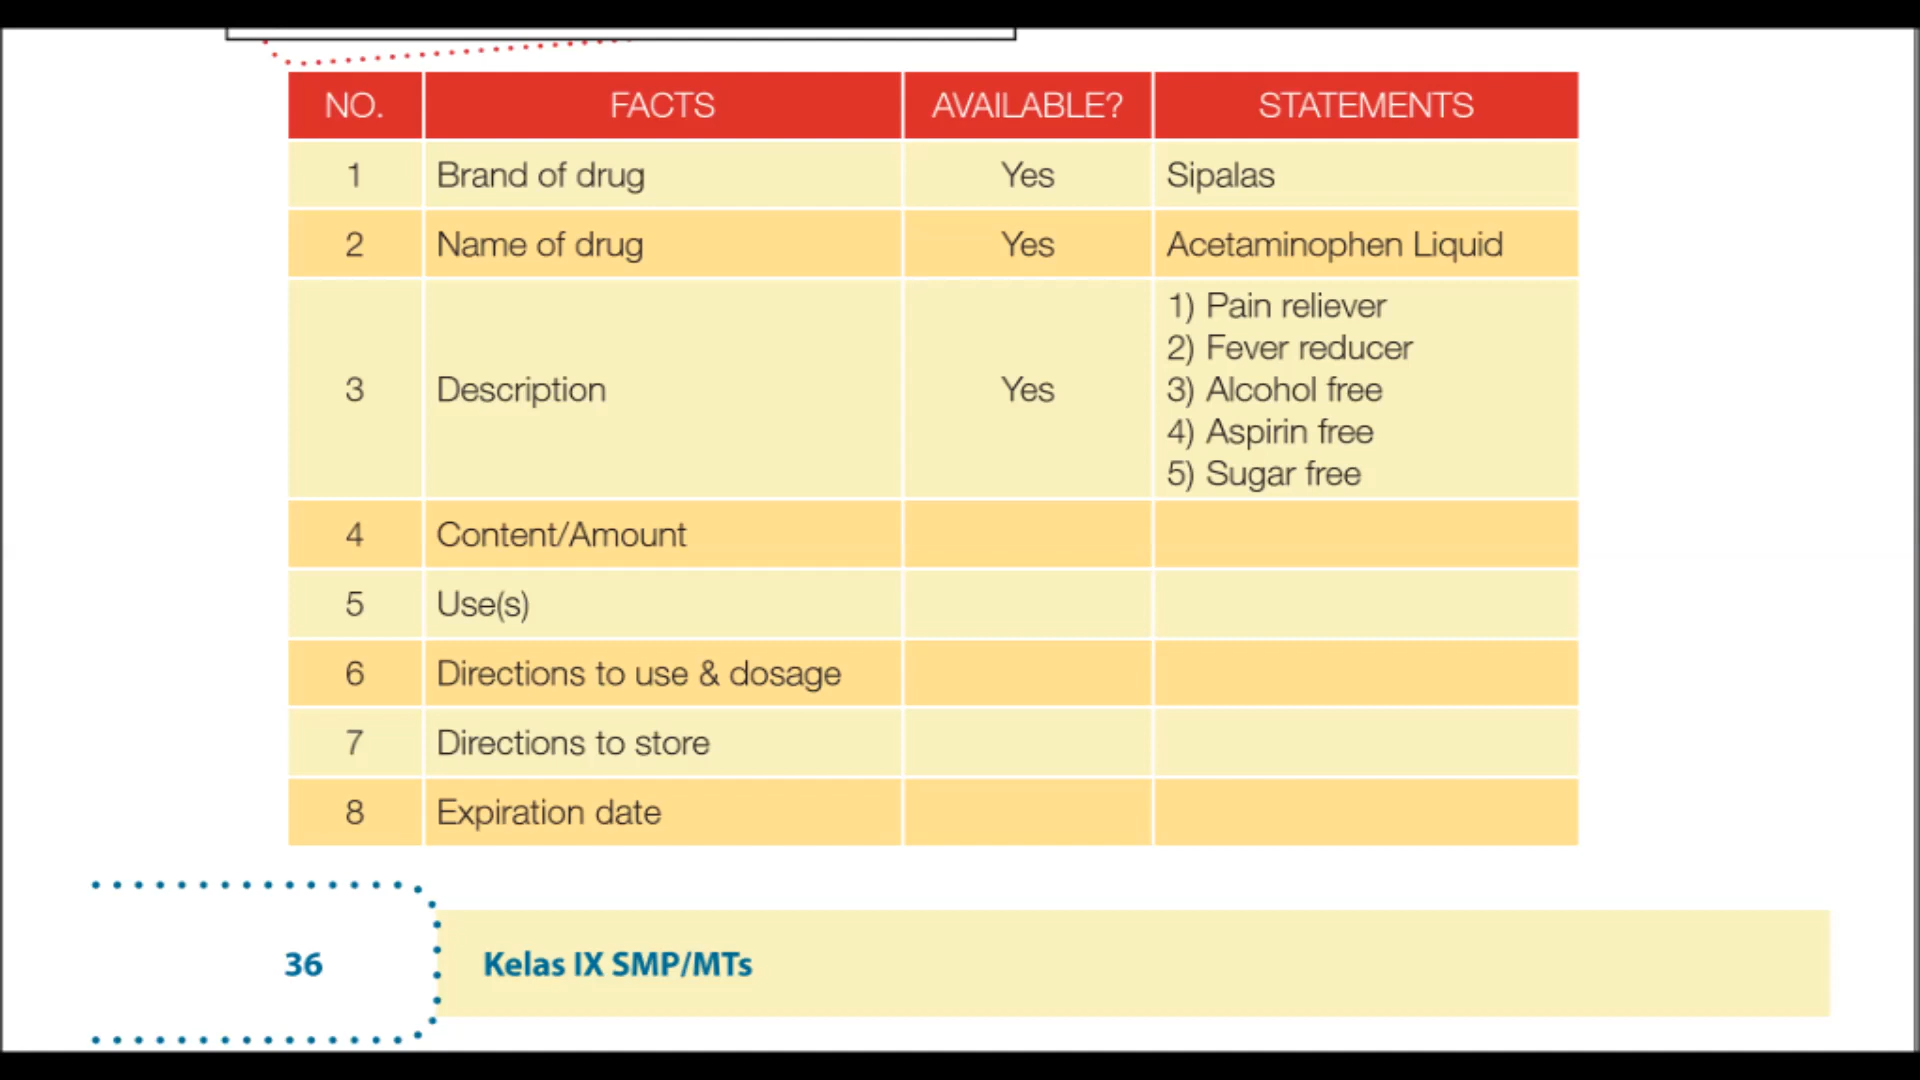 NO. FACTS AVAILABLE? STATEMENTS
1 Brand of drug Yes Sipalas
2 Name of drug Yes Acetaminophen Liquid
3 Description Yes 1) Pain reliever
2) Fever reducer
3) Alcohol free
4) Aspirin free
5) Sugar free
4 Content/Amount
5 Use(s)
6 Directions to use & dosage
7 Directions to store
8 Expiration date
36 Kelas IX SMP/MTs